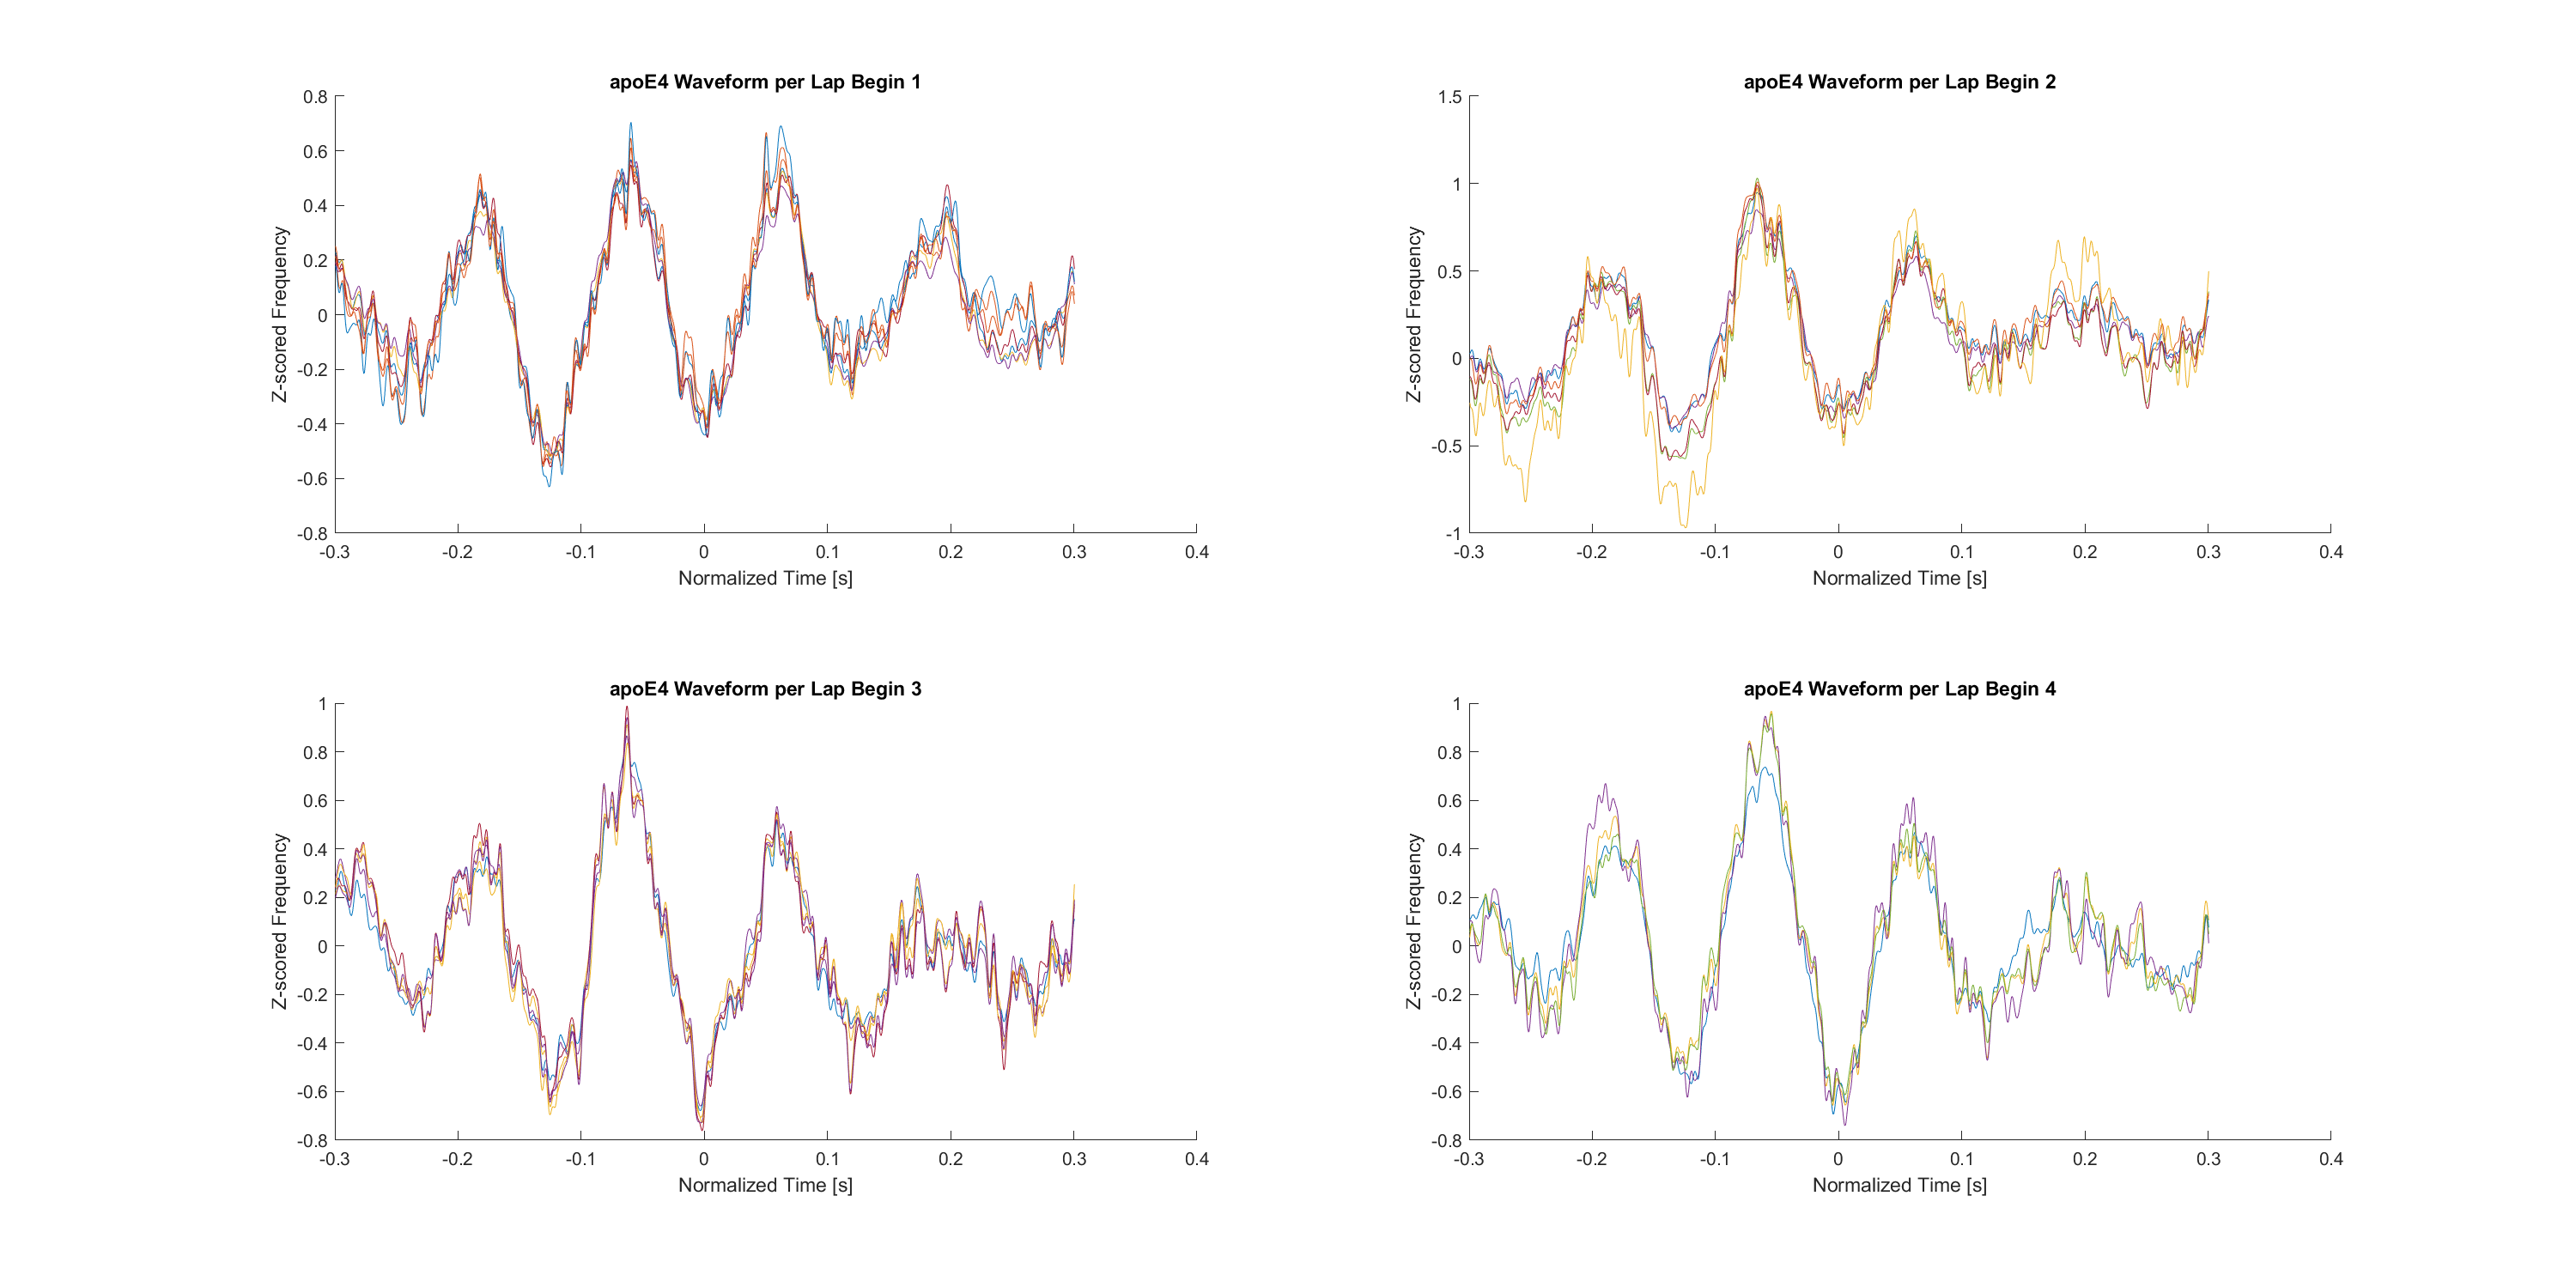 apoE4 Waveform per Lap Begin 1
0.8
0.6
0.4
0.2
0
-0.2
-0.4
-0.6
-0.8
Z-scored Frequency
-0.3 -0.2 -0.1 0 0.1 0.2 0.3 0.4
Normalized Time [s]
apoE4 Waveform per Lap Begin 2
1.5
1
0.5
0
-0.5
-1
Z-scored Frequency
-0.3 -0.2 -0.1 0 0.1 0.2 0.3 0.4
Normalized Time [s]
apoE4 Waveform per Lap Begin 3
1
0.8
0.6
0.4
0.2
0
-0.2
-0.4
-0.6
-0.8
Z-scored Frequency
-0.3 -0.2 -0.1 0 0.1 0.2 0.3 0.4
Normalized Time [s]
apoE4 Waveform per Lap Begin 4
1
0.8
0.6
0.4
0.2
0
-0.2
-0.4
-0.6
-0.8
Z-scored Frequency
-0.3 -0.2 -0.1 0 0.1 0.2 0.3 0.4
Normalized Time [s]